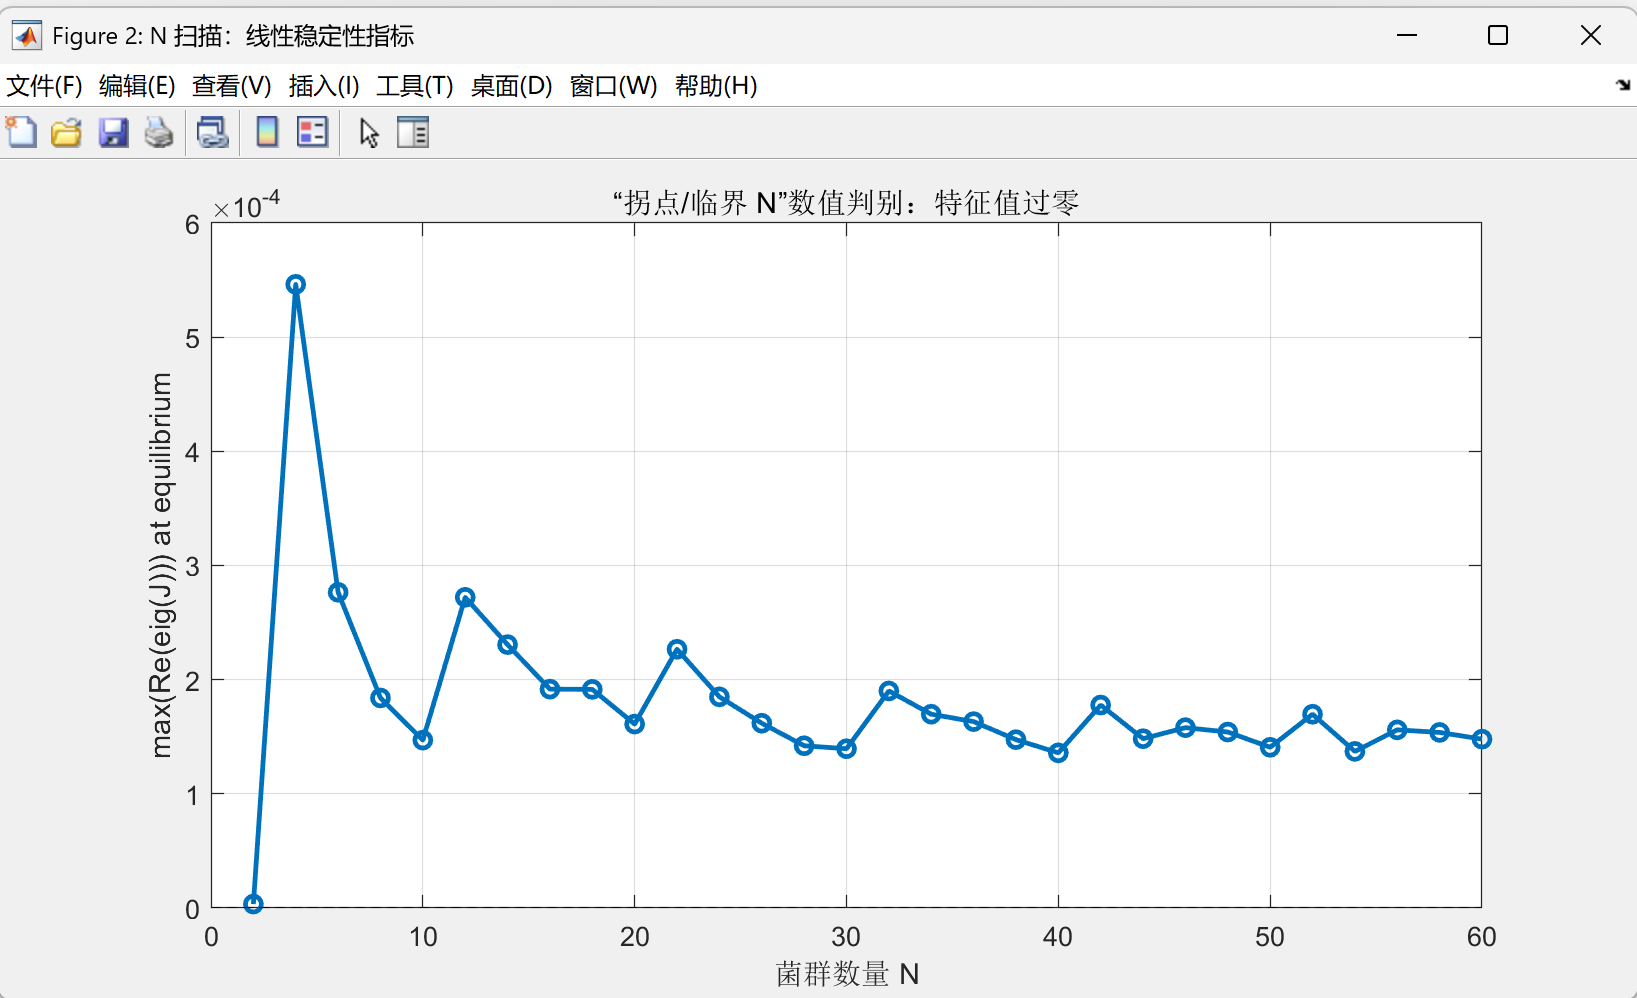 Figure 2: N 扫描：线性稳定性指标
文件(F) 编辑(E) 查看(V) 插入(I) 工具(T) 桌面(D) 窗口(W) 帮助(H)
“拐点/临界 N”数值判别：特征值过零
×10-4
6
5
4
3
2
1
0
max(Re(eig(J))) at equilibrium
0 10 20 30 40 50 60
菌群数量 N